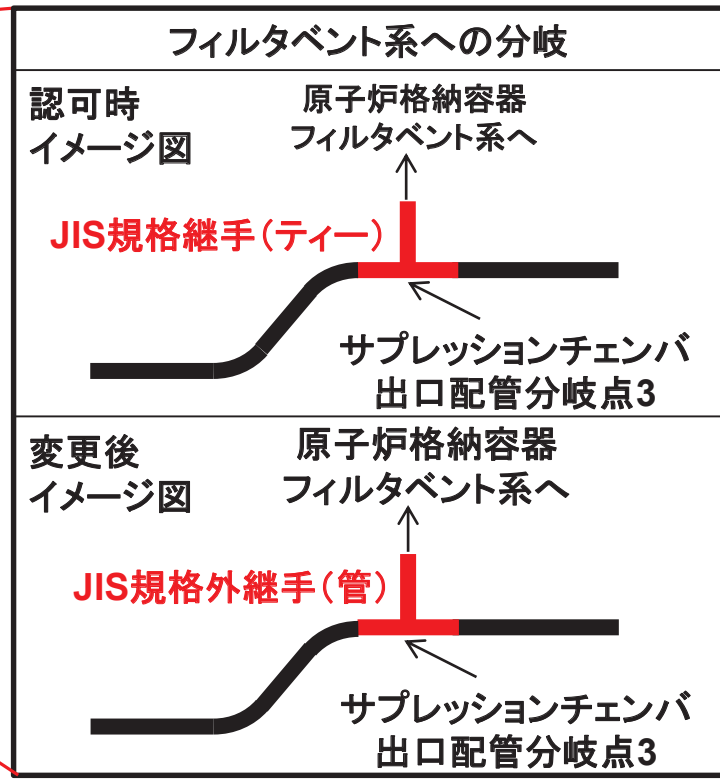 フィルタベント系への分岐
認可時
イメージ図
原子炉格納容器
フィルタベント系へ
JIS規格継手(ティー)
サプレッションチェンバ
出口配管分岐点3
変更後
イメージ図
原子炉格納容器
フィルタベント系へ
JIS規格外継手(管)
サプレッションチェンバ
出口配管分岐点3